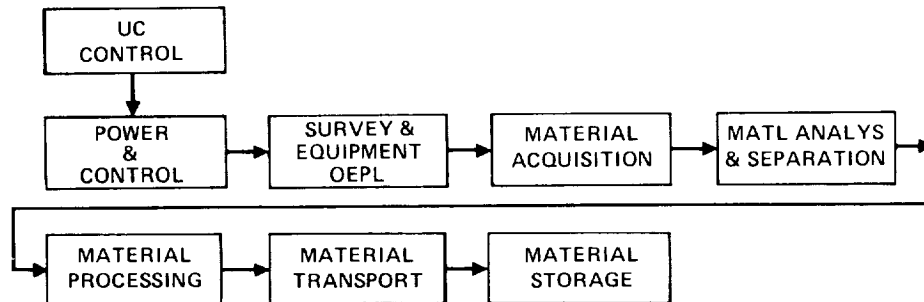 UC
CONTROL
POWER
&
CONTROL
SURVEY &
EQUIPMENT
OEPL
MATERIAL
ACQUISITION
MATL ANALYS
& SEPARATION
MATERIAL
PROCESSING
MATERIAL
TRANSPORT
MATERIAL
STORAGE